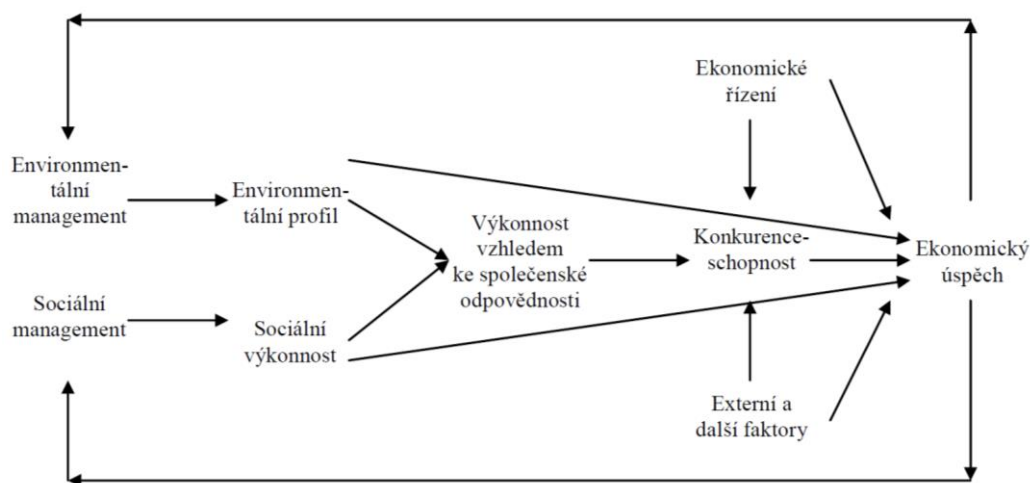 Ekonomické
řízení
Environmen-
tální
management
Environmen-
tální profil
Výkonnost
vzhledem
ke společenské
odpovědnosti
Konkurence-
schopnost
Ekonomický
úspěch
Sociální
management
Sociální
výkonnost
Externí a
další faktory